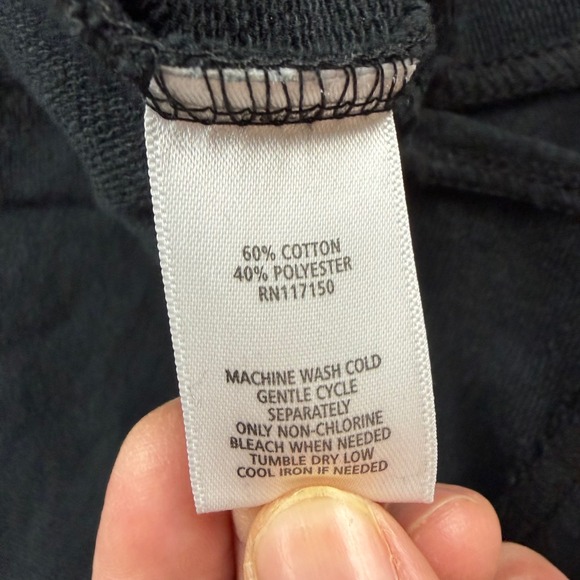 60% COTTON
40% POLYESTER
RN117150
MACHINE WASH COLD
GENTLE CYCLE
SEPARATELY
ONLY NON-CHLORINE
BLEACH WHEN NEEDED
TUMBLE DRY LOW
COOL IRON IF NEEDED